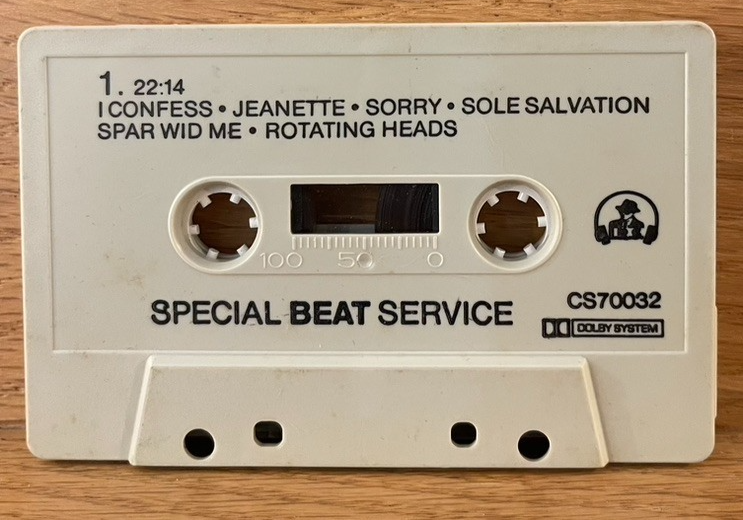 1. 22:14
I CONFESS • JEANETTE • SORRY • SOLE SALVATION
SPAR WID ME • ROTATING HEADS
100 50 0
SPECIAL BEAT SERVICE
CS70032
DOLBY SYSTEM